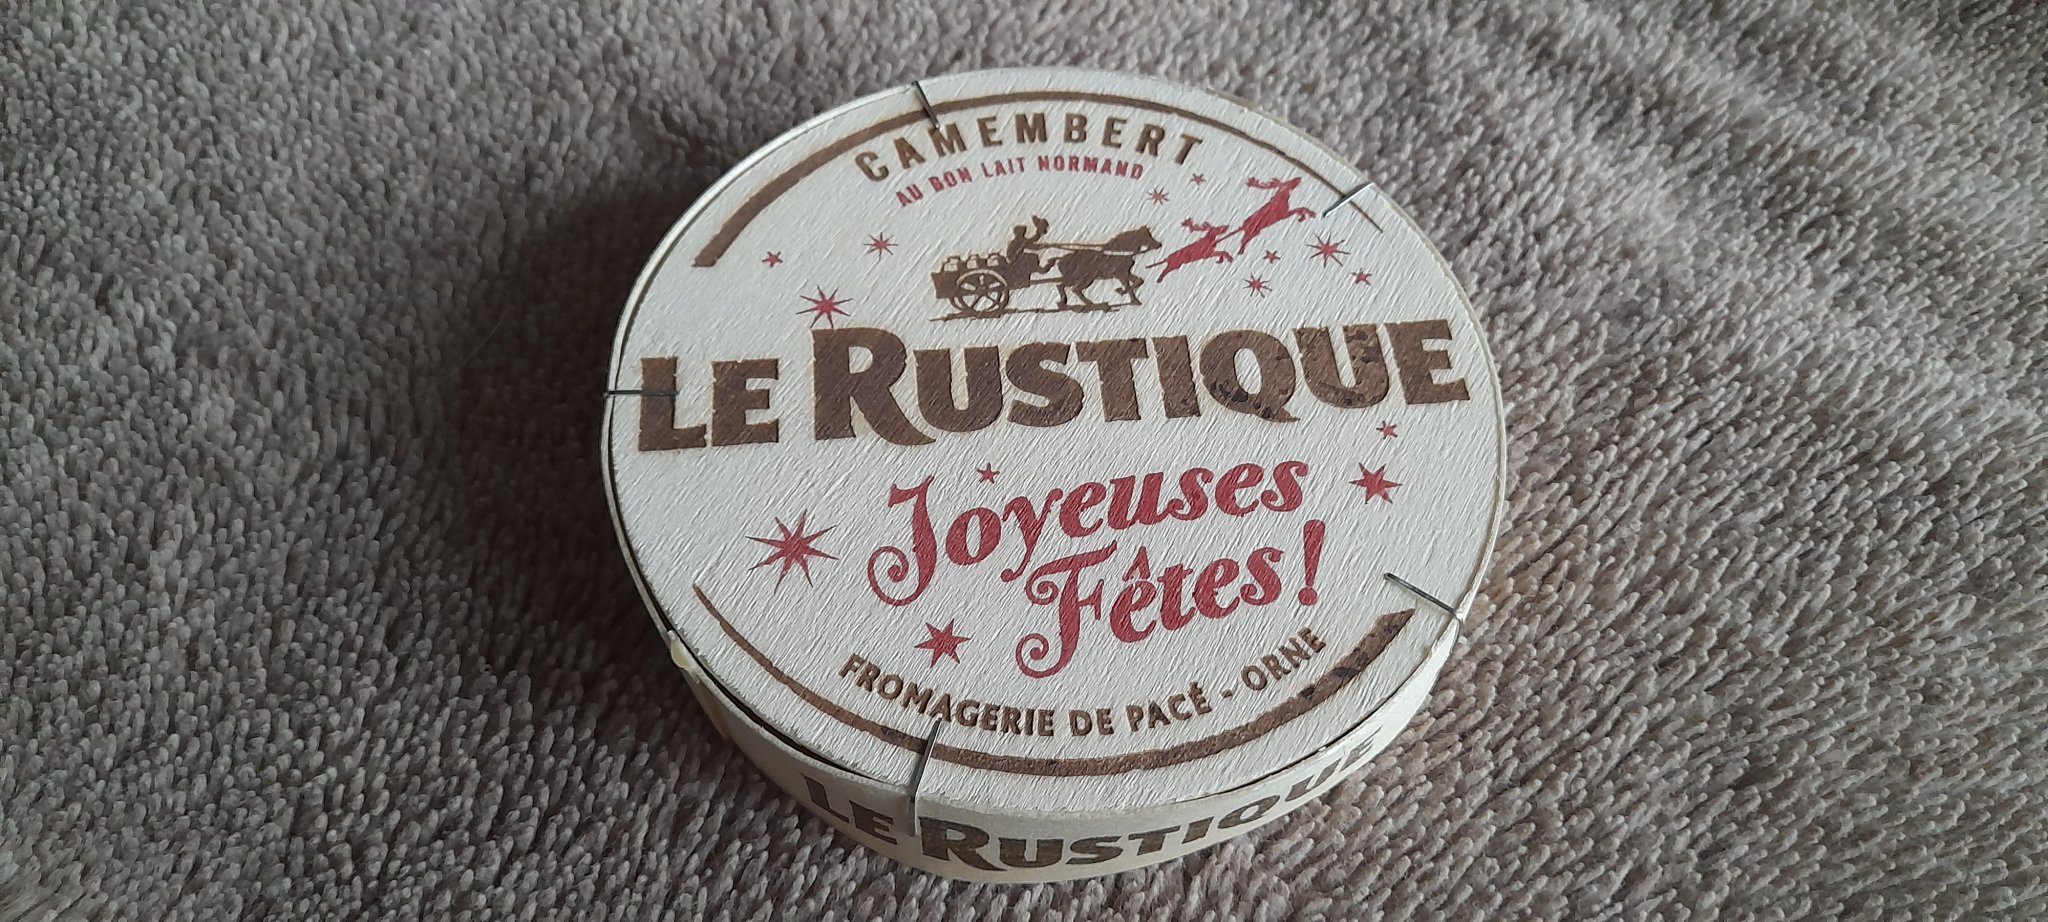 CAMEMBERT
AU BON LAIT NORMAND
LE RUSTIQUE
Joyeuses
Fêtes!
FROMAGERIE DE PACÉ - ORNE
LE RUSTIQUE